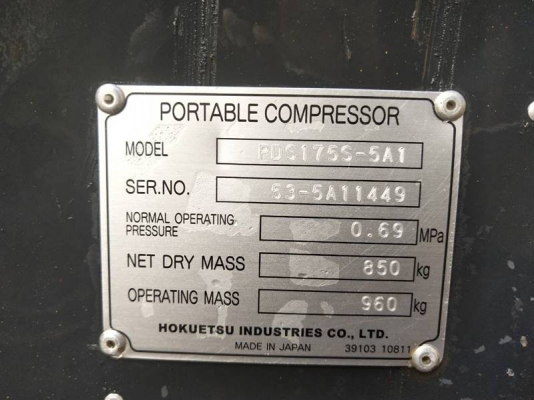 PORTABLE COMPRESSOR
MODEL PDS175S-5A1
SER.NO. 53-5A11449
NORMAL OPERATING PRESSURE 0.69 MPa
NET DRY MASS 850 kg
OPERATING MASS 960 kg
HOKUETSU INDUSTRIES CO., LTD.
MADE IN JAPAN 39103 10811